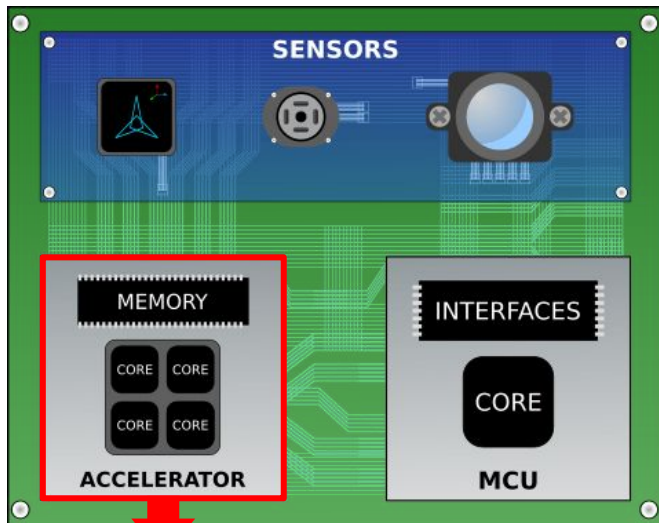 SENSORS
MEMORY
CORE CORE
CORE CORE
ACCELERATOR
INTERFACES
CORE
MCU